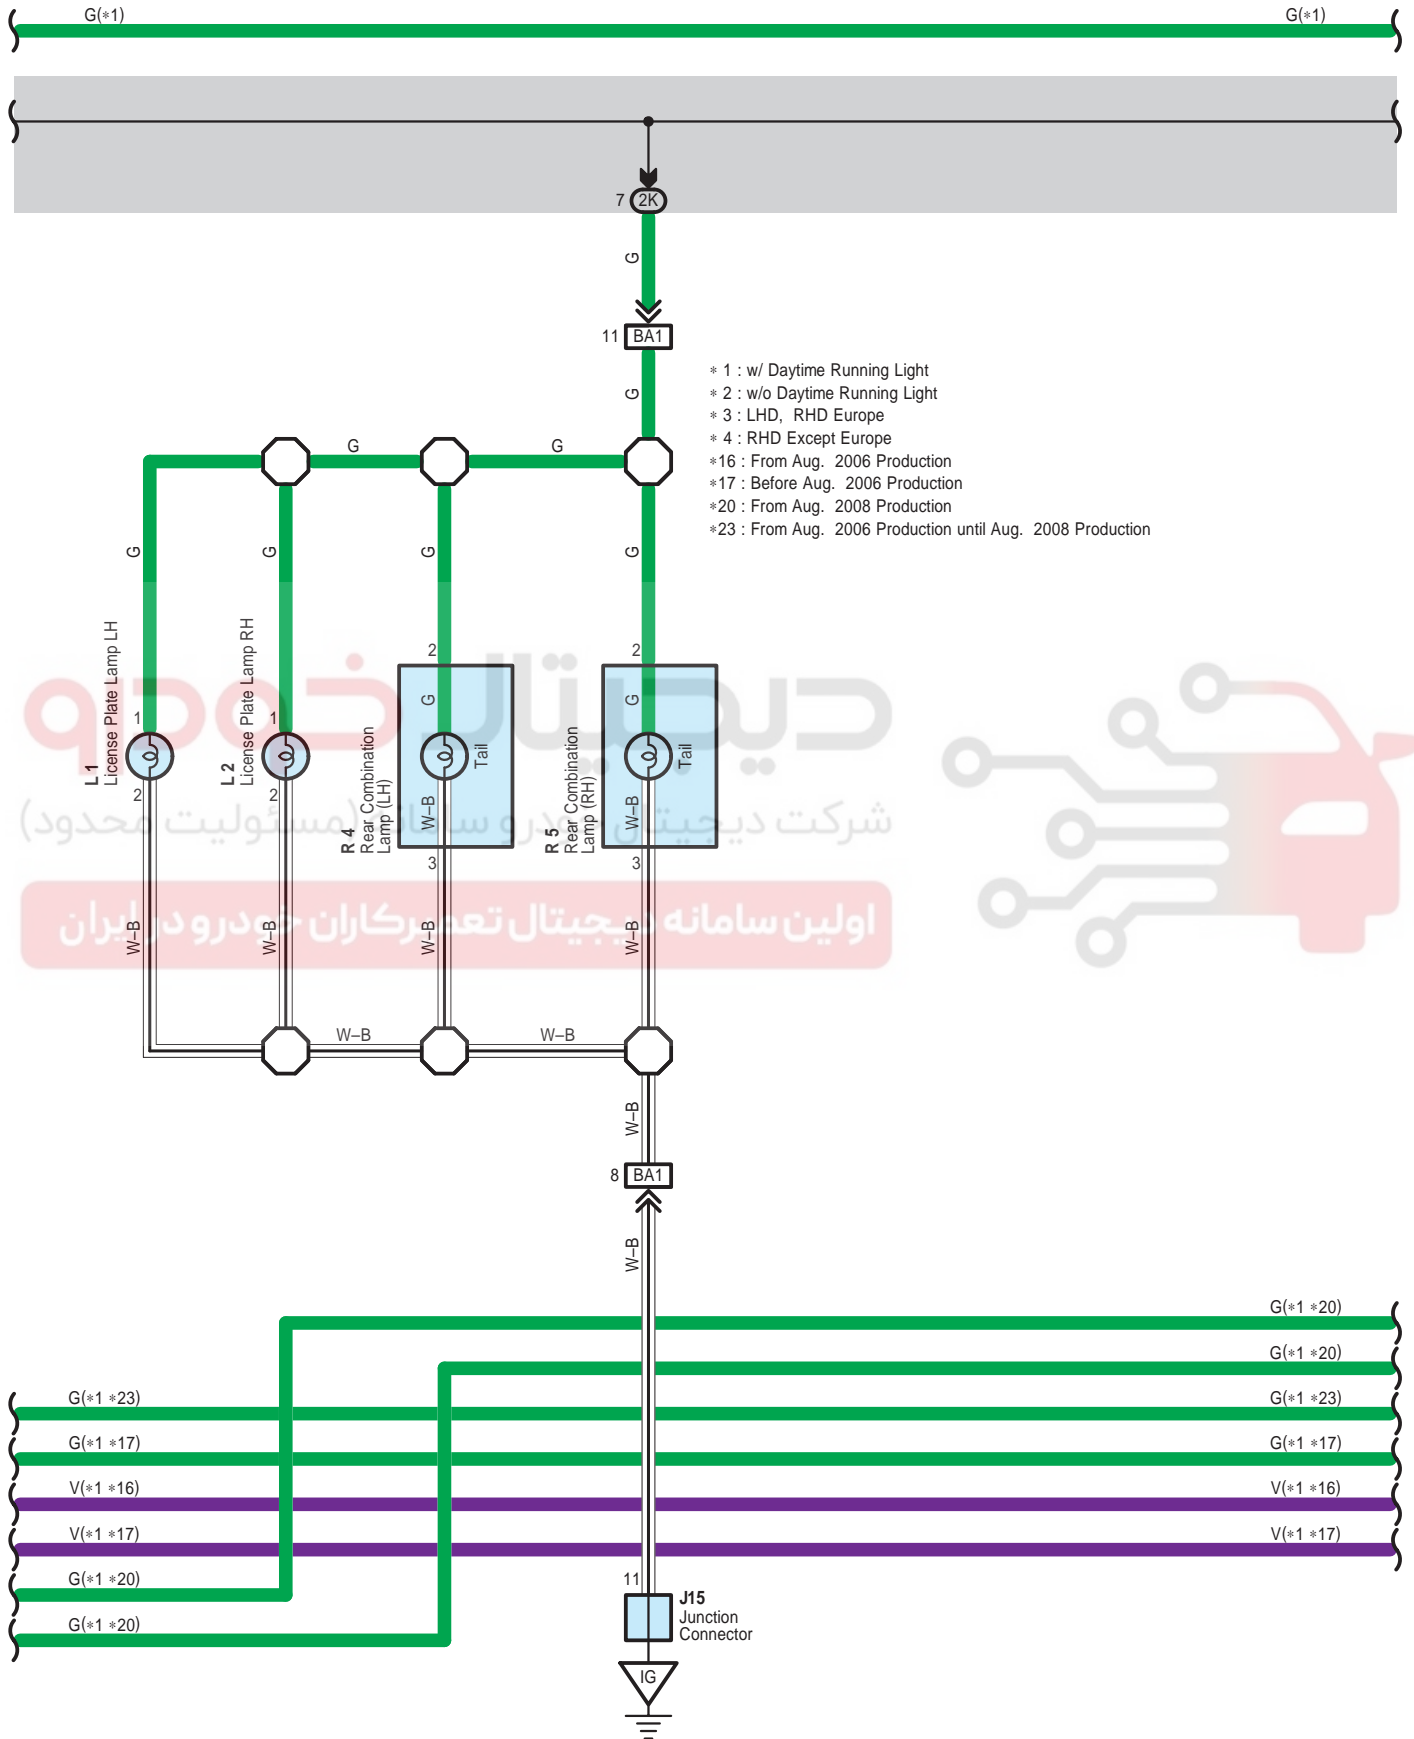 G(*1) G(*1)
7 2K
G
11 BA1
G
* 1 : w/ Daytime Running Light
* 2 : w/o Daytime Running Light
* 3 : LHD, RHD Europe
* 4 : RHD Except Europe
*16 : From Aug. 2006 Production
*17 : Before Aug. 2006 Production
*20 : From Aug. 2008 Production
*23 : From Aug. 2006 Production until Aug. 2008 Production
G G
G G G G
L 1
License Plate Lamp LH
1
2
L 2
License Plate Lamp RH
1
2
R 4
Rear Combination
Lamp (LH)
2
G
Tail
W–B
3
R 5
Rear Combination
Lamp (RH)
2
G
Tail
W–B
3
دیجیتال خودرو
شرکت دیجیتال خودرو سامانه (مسئولیت محدود)
اولین سامانه دیجیتال تعمیرکاران خودرو در ایران
W–B W–B W–B W–B
W–B W–B
W–B
8 BA1
W–B
G(*1 *20)
G(*1 *20)
G(*1 *23) G(*1 *23)
G(*1 *17) G(*1 *17)
V(*1 *16) V(*1 *16)
V(*1 *17) V(*1 *17)
G(*1 *20)
G(*1 *20)
11
J15
Junction
Connector
IG